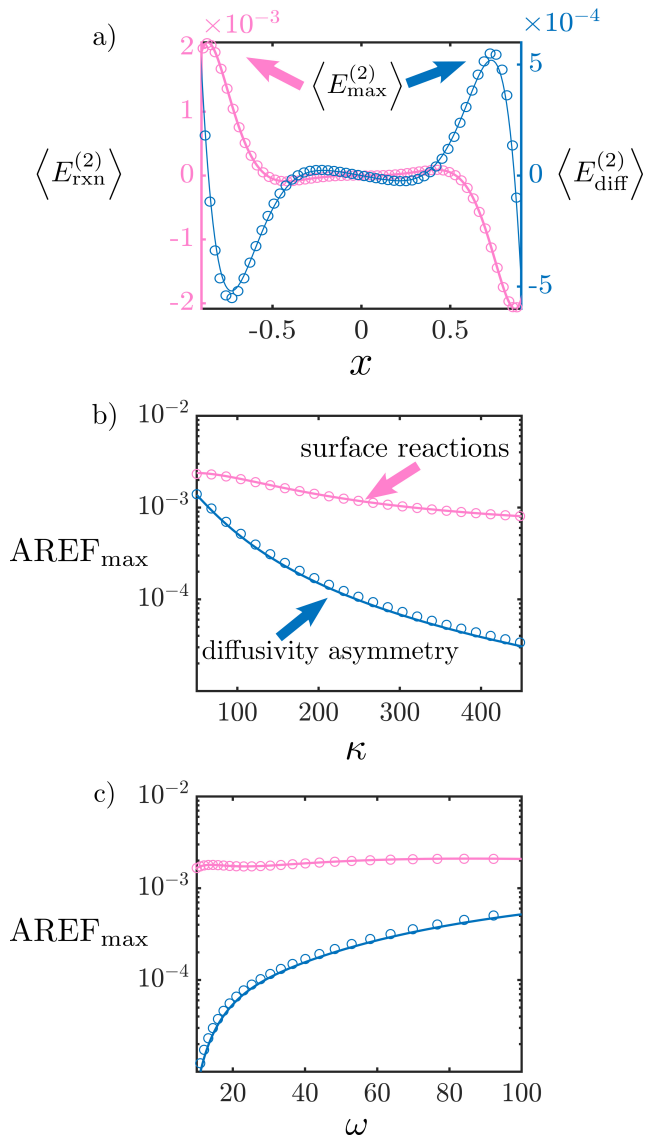 a)
×10⁻³
×10⁻⁴
2
1
0
-1
-2
5
0
-5
⟨E_max^(2)⟩
⟨E_rxn^(2)⟩
⟨E_diff^(2)⟩
-0.5 0 0.5
x
b)
10⁻²
10⁻³
10⁻⁴
AREF_max
surface reactions
diffusivity asymmetry
100 200 300 400
κ
c)
10⁻²
10⁻³
10⁻⁴
AREF_max
20 40 60 80 100
ω